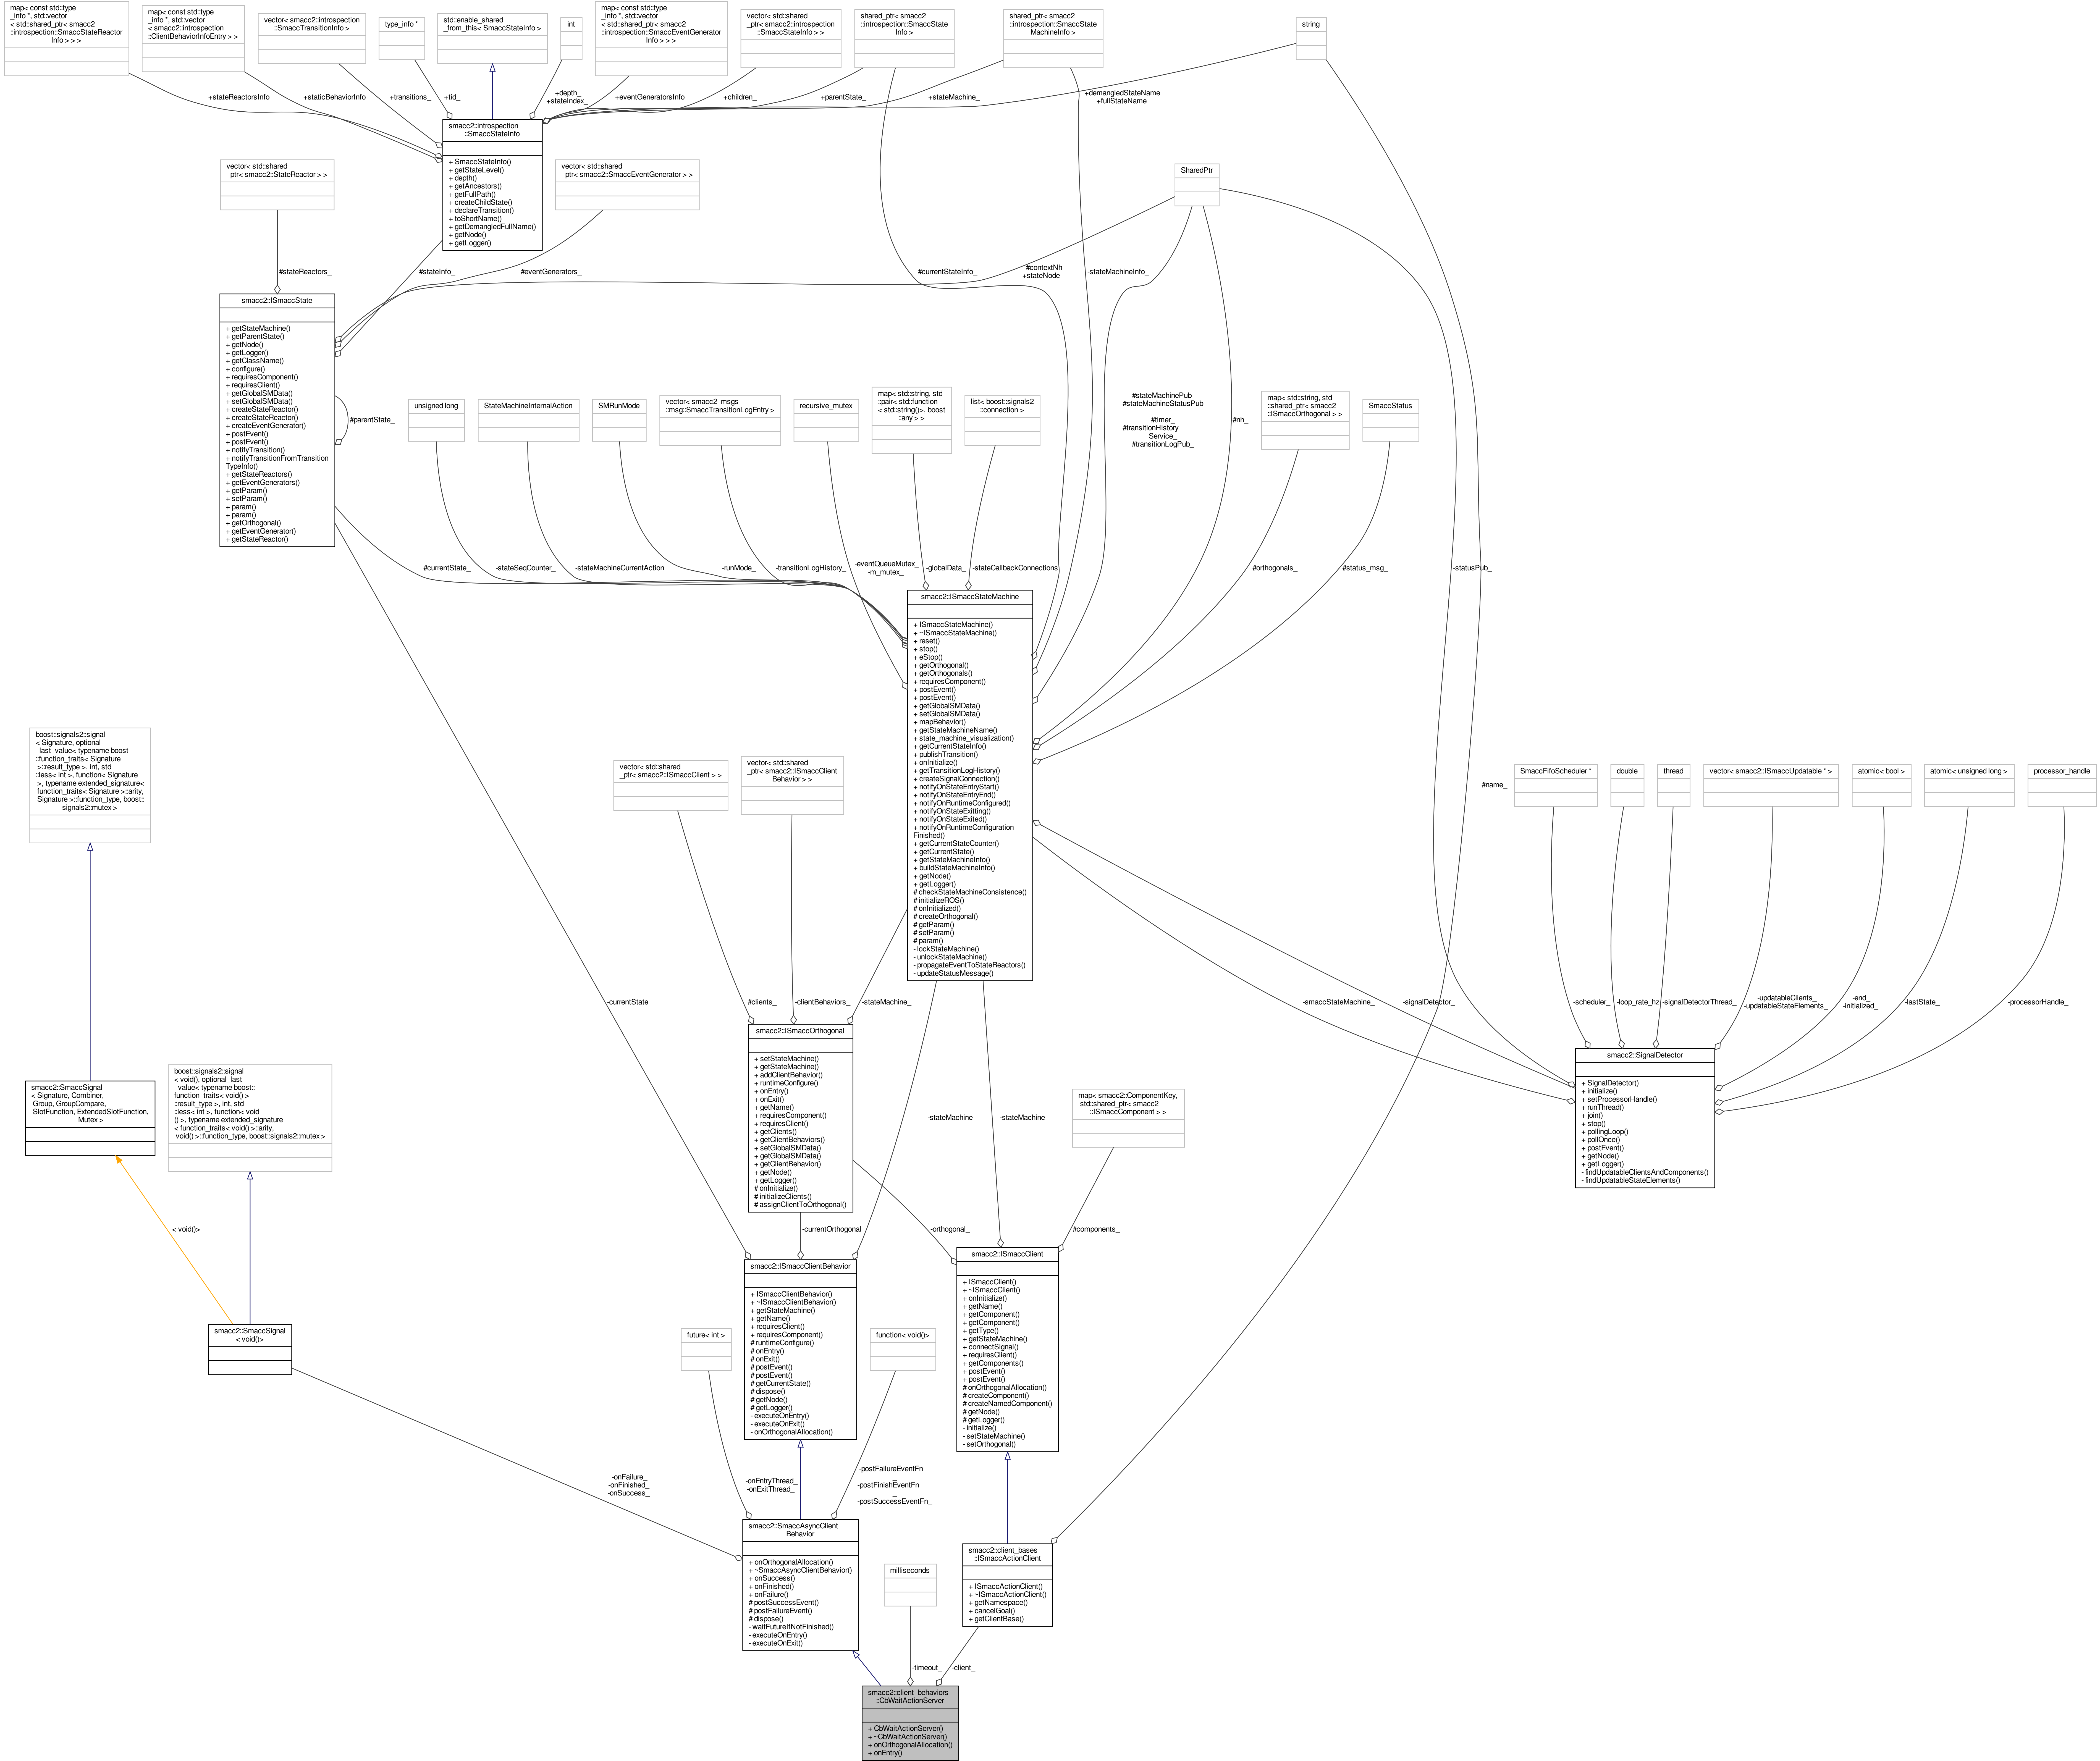 map< const std::type
_info *, std::vector
< std::shared_ptr< smacc2
::introspection::SmaccStateReactor
Info > > >
map< const std::type
_info *, std::vector
< smacc2::introspection
::ClientBehaviorInfoEntry > >
vector< smacc2::introspection
::SmaccTransitionInfo >
type_info *
std::enable_shared
_from_this< SmaccStateInfo >
int
map< const std::type
_info *, std::vector
< std::shared_ptr< smacc2
::introspection::SmaccEventGenerator
Info > > >
vector< std::shared
_ptr< smacc2::introspection
::SmaccStateInfo > >
shared_ptr< smacc2
::introspection::SmaccState
Info >
shared_ptr< smacc2
::introspection::SmaccState
MachineInfo >
string
+stateReactorsInfo
+staticBehaviorInfo
+transitions_
+tid_
+depth_
+stateIndex_
+eventGeneratorsInfo
+children_
+parentState_
+stateMachine_
+demangledStateName
+fullStateName
smacc2::introspection
::SmaccStateInfo
+ SmaccStateInfo()
+ getStateLevel()
+ depth()
+ getAncestors()
+ getFullPath()
+ createChildState()
+ declareTransition()
+ toShortName()
+ getDemangledFullName()
+ getNode()
+ getLogger()
vector< std::shared
_ptr< smacc2::StateReactor > >
vector< std::shared
_ptr< smacc2::SmaccEventGenerator > >
SharedPtr
#stateReactors_
#stateInfo_
#eventGenerators_
#currentStateInfo_
#contextNh
+stateNode_
-stateMachineInfo_
smacc2::ISmaccState
+ getStateMachine()
+ getParentState()
+ getNode()
+ getLogger()
+ getClassName()
+ configure()
+ requiresComponent()
+ requiresClient()
+ getGlobalSMData()
+ setGlobalSMData()
+ createStateReactor()
+ createStateReactor()
+ createEventGenerator()
+ postEvent()
+ postEvent()
+ notifyTransition()
+ notifyTransitionFromTransition
TypeInfo()
+ getStateReactors()
+ getEventGenerators()
+ getParam()
+ setParam()
+ param()
+ param()
+ getOrthogonal()
+ getEventGenerator()
+ getStateReactor()
#parentState_
unsigned long
StateMachineInternalAction
SMRunMode
vector< smacc2_msgs
::msg::SmaccTransitionLogEntry >
recursive_mutex
map< std::string, std
::pair< std::function
< std::string()>, boost
::any > >
list< boost::signals2
::connection >
#stateMachinePub_
#stateMachineStatusPub
_
#timer_
#transitionHistory
Service_
#transitionLogPub_
#nh_
map< std::string, std
::shared_ptr< smacc2
::ISmaccOrthogonal > >
SmaccStatus
#currentState_
-stateSeqCounter_
-stateMachineCurrentAction
-runMode_
-transitionLogHistory_
-eventQueueMutex_
-m_mutex_
-globalData_
-stateCallbackConnections
#orthogonals_
#status_msg_
-statusPub_
smacc2::ISmaccStateMachine
+ ISmaccStateMachine()
+ ~ISmaccStateMachine()
+ reset()
+ stop()
+ eStop()
+ getOrthogonal()
+ getOrthogonals()
+ requiresComponent()
+ postEvent()
+ postEvent()
+ getGlobalSMData()
+ setGlobalSMData()
+ mapBehavior()
+ getStateMachineName()
+ state_machine_visualization()
+ getCurrentStateInfo()
+ publishTransition()
+ onInitialize()
+ getTransitionLogHistory()
+ createSignalConnection()
+ notifyOnStateEntryStart()
+ notifyOnStateEntryEnd()
+ notifyOnRuntimeConfigured()
+ notifyOnStateExitting()
+ notifyOnStateExited()
+ notifyOnRuntimeConfiguration
Finished()
+ getCurrentStateCounter()
+ getCurrentState()
+ getStateMachineInfo()
+ buildStateMachineInfo()
+ getNode()
+ getLogger()
# checkStateMachineConsistence()
# initializeROS()
# onInitialized()
# createOrthogonal()
# getParam()
# setParam()
# param()
- lockStateMachine()
- unlockStateMachine()
- propagateEventToStateReactors()
- updateStatusMessage()
boost::signals2::signal
< Signature, optional
_last_value< typename boost
::function_traits< Signature
>::result_type >, int, std
::less< int >, function< Signature
>, typename extended_signature<
function_traits< Signature >::arity,
Signature >::function_type, boost::
signals2::mutex >
vector< std::shared
_ptr< smacc2::ISmaccClient > >
vector< std::shared
_ptr< smacc2::ISmaccClient
Behavior > >
#name_
SmaccFifoScheduler *
double
thread
vector< smacc2::ISmaccUpdatable * >
atomic< bool >
atomic< unsigned long >
processor_handle
-currentState
#clients_
-clientBehaviors_
-stateMachine_
-smaccStateMachine_
-signalDetector_
-scheduler_
-loop_rate_hz
-signalDetectorThread_
-updatableClients_
-updatableStateElements_
-end_
-initialized_
-lastState_
-processorHandle_
smacc2::SmaccSignal
< Signature, Combiner,
Group, GroupCompare,
SlotFunction, ExtendedSlotFunction,
Mutex >
boost::signals2::signal
< void(), optional_last
_value< typename boost::
function_traits< void() >
::result_type >, int, std
::less< int >, function< void
() >, typename extended_signature
< function_traits< void() >::arity,
void() >::function_type, boost::signals2::mutex >
smacc2::ISmaccOrthogonal
+ setStateMachine()
+ getStateMachine()
+ addClientBehavior()
+ runtimeConfigure()
+ onEntry()
+ onExit()
+ getName()
+ requiresComponent()
+ requiresClient()
+ getClients()
+ getClientBehaviors()
+ setGlobalSMData()
+ getGlobalSMData()
+ getClientBehavior()
+ getNode()
+ getLogger()
# onInitialize()
# initializeClients()
# assignClientToOrthogonal()
-stateMachine_
-stateMachine_
map< smacc2::ComponentKey,
std::shared_ptr< smacc2
::ISmaccComponent > >
smacc2::SignalDetector
+ SignalDetector()
+ initialize()
+ setProcessorHandle()
+ runThread()
+ join()
+ stop()
+ pollingLoop()
+ pollOnce()
+ postEvent()
+ getNode()
+ getLogger()
- findUpdatableClientsAndComponents()
- findUpdatableStateElements()
< void()>
-currentOrthogonal
-orthogonal_
#components_
smacc2::ISmaccClientBehavior
+ ISmaccClientBehavior()
+ ~ISmaccClientBehavior()
+ getStateMachine()
+ getName()
+ requiresClient()
+ requiresComponent()
# runtimeConfigure()
# onEntry()
# onExit()
# postEvent()
# postEvent()
# getCurrentState()
# dispose()
# getNode()
# getLogger()
- executeOnEntry()
- executeOnExit()
- onOrthogonalAllocation()
smacc2::ISmaccClient
+ ISmaccClient()
+ ~ISmaccClient()
+ onInitialize()
+ getName()
+ getComponent()
+ getComponent()
+ getType()
+ getStateMachine()
+ connectSignal()
+ requiresClient()
+ getComponents()
+ postEvent()
+ postEvent()
# onOrthogonalAllocation()
# createComponent()
# createNamedComponent()
# getNode()
# getLogger()
- initialize()
- setStateMachine()
- setOrthogonal()
smacc2::SmaccSignal
< void()>
future< int >
function< void()>
-onFailure_
-onFinished_
-onSuccess_
-onEntryThread_
-onExitThread_
-postFailureEventFn
_
-postFinishEventFn
_
-postSuccessEventFn_
smacc2::SmaccAsyncClient
Behavior
+ onOrthogonalAllocation()
+ ~SmaccAsyncClientBehavior()
+ onSuccess()
+ onFinished()
+ onFailure()
# postSuccessEvent()
# postFailureEvent()
# dispose()
- waitFutureIfNotFinished()
- executeOnEntry()
- executeOnExit()
milliseconds
smacc2::client_bases
::ISmaccActionClient
+ ISmaccActionClient()
+ ~ISmaccActionClient()
+ getNamespace()
+ cancelGoal()
+ getClientBase()
-timeout_
-client_
smacc2::client_behaviors
::CbWaitActionServer
+ CbWaitActionServer()
+ ~CbWaitActionServer()
+ onOrthogonalAllocation()
+ onEntry()